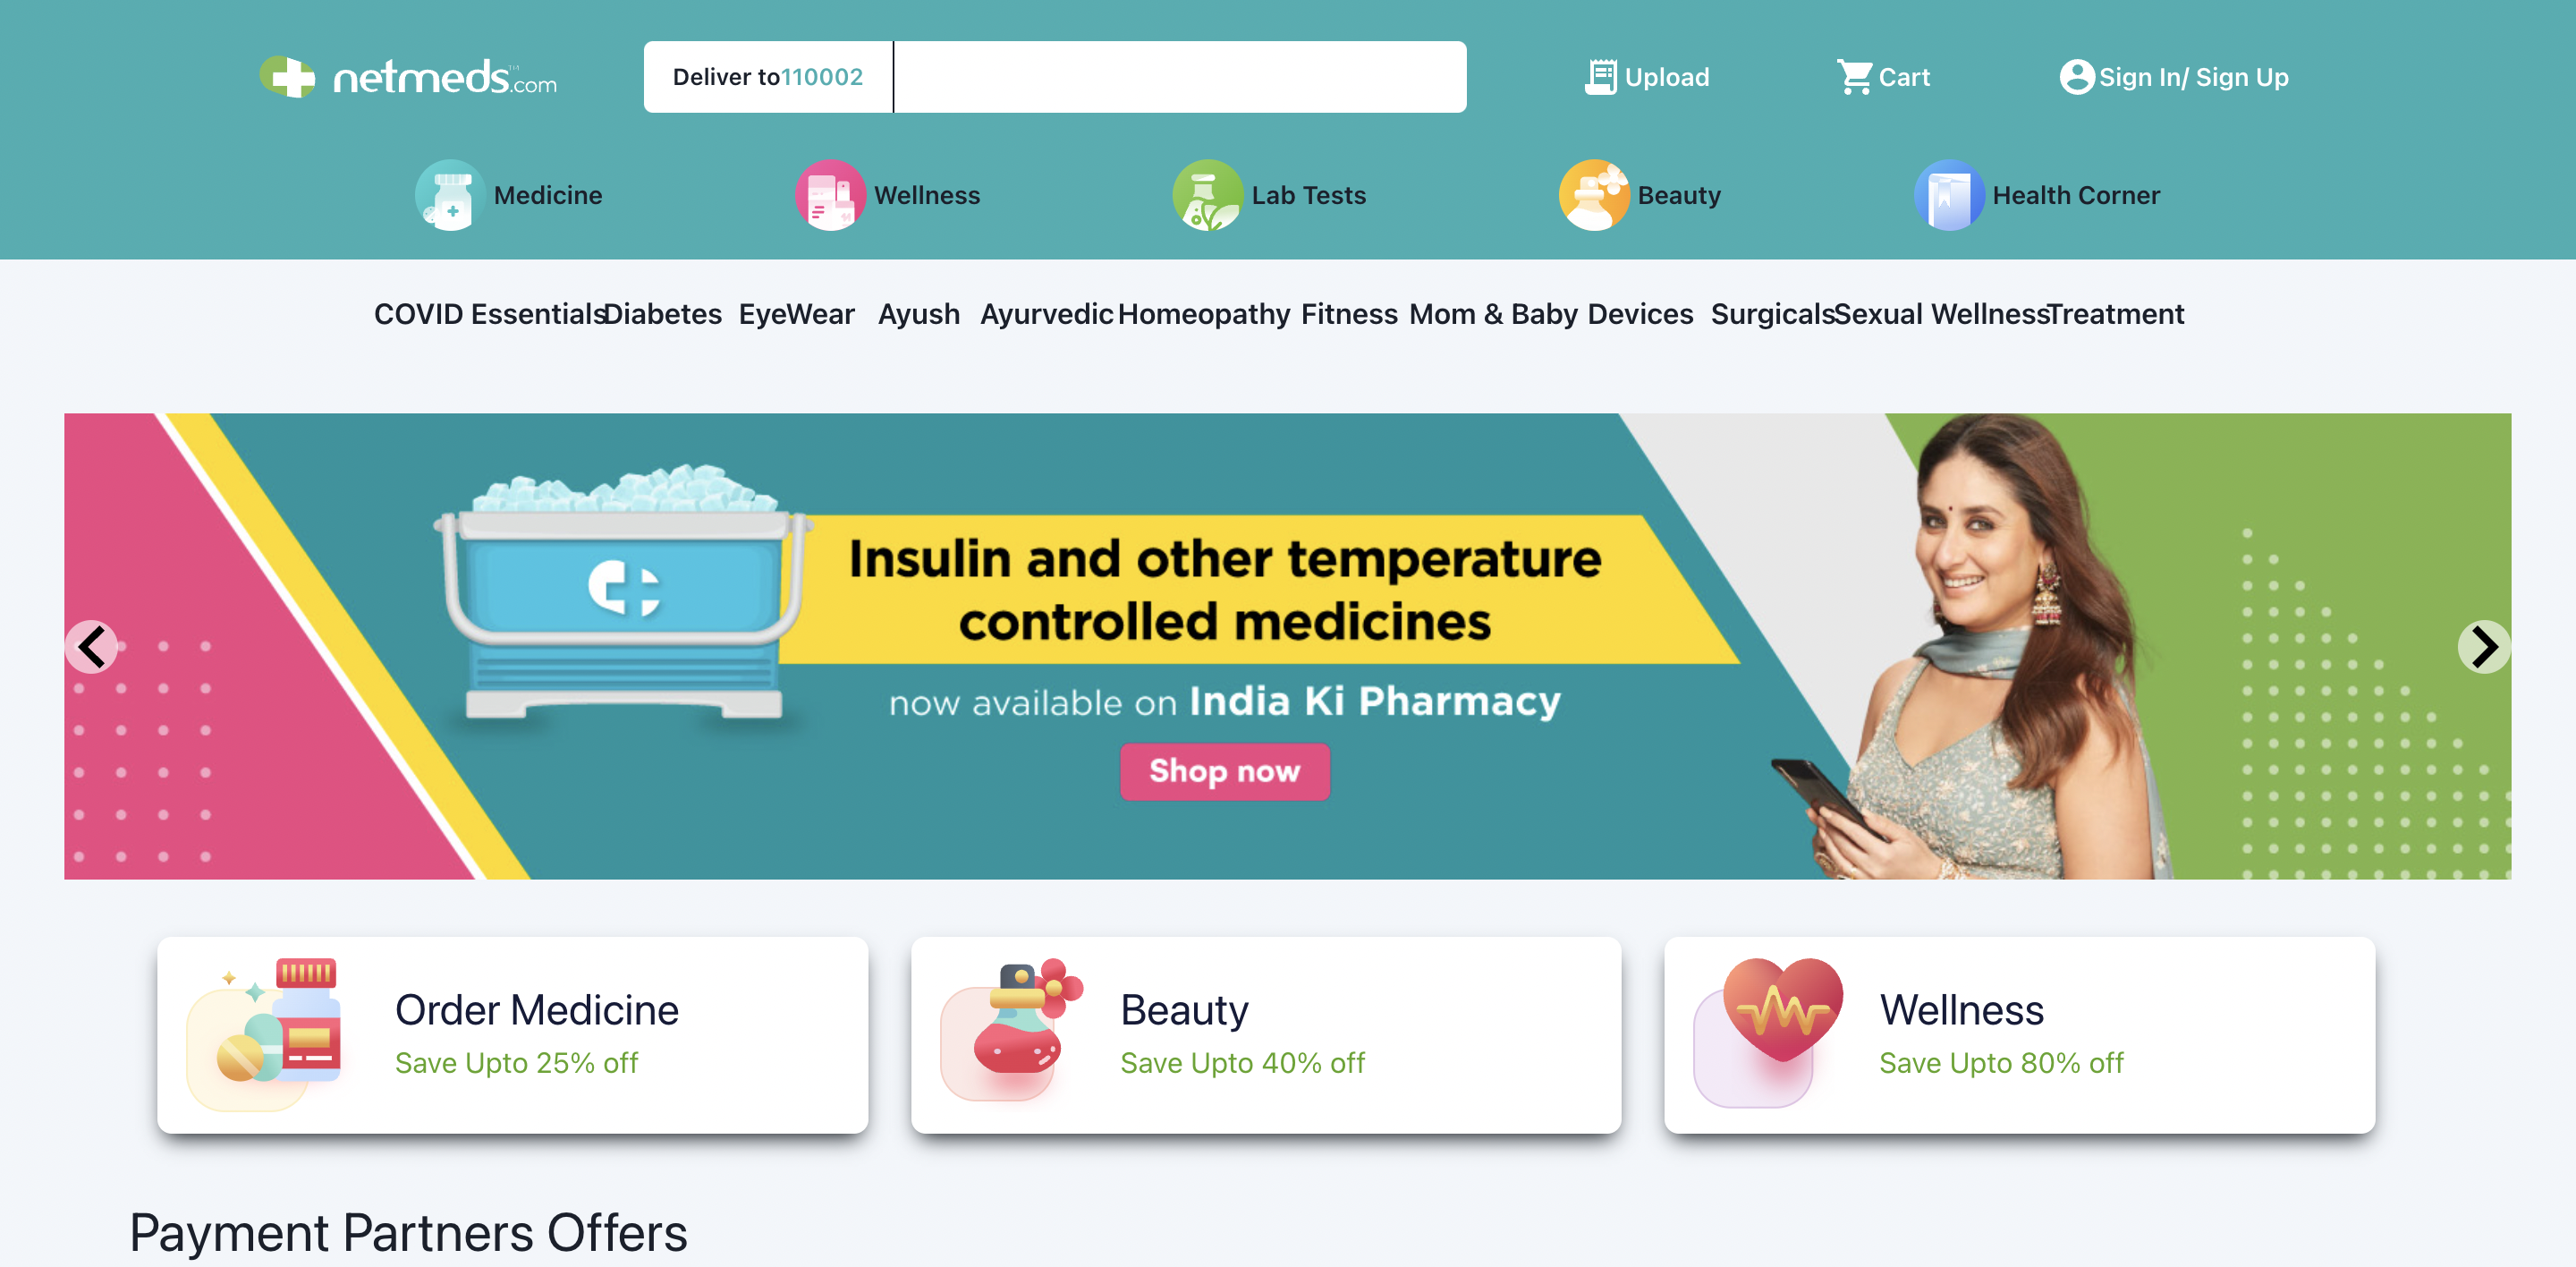 netmeds.com™
Deliver to110002
Upload
Cart
Sign In/ Sign Up
Medicine
Wellness
Lab Tests
Beauty
Health Corner
COVID Essentials Diabetes EyeWear Ayush Ayurvedic Homeopathy Fitness Mom & Baby Devices Surgicals Sexual Wellness Treatment
Insulin and other temperature
controlled medicines
now available on India Ki Pharmacy
Shop now
Order Medicine
Save Upto 25% off
Beauty
Save Upto 40% off
Wellness
Save Upto 80% off
Payment Partners Offers